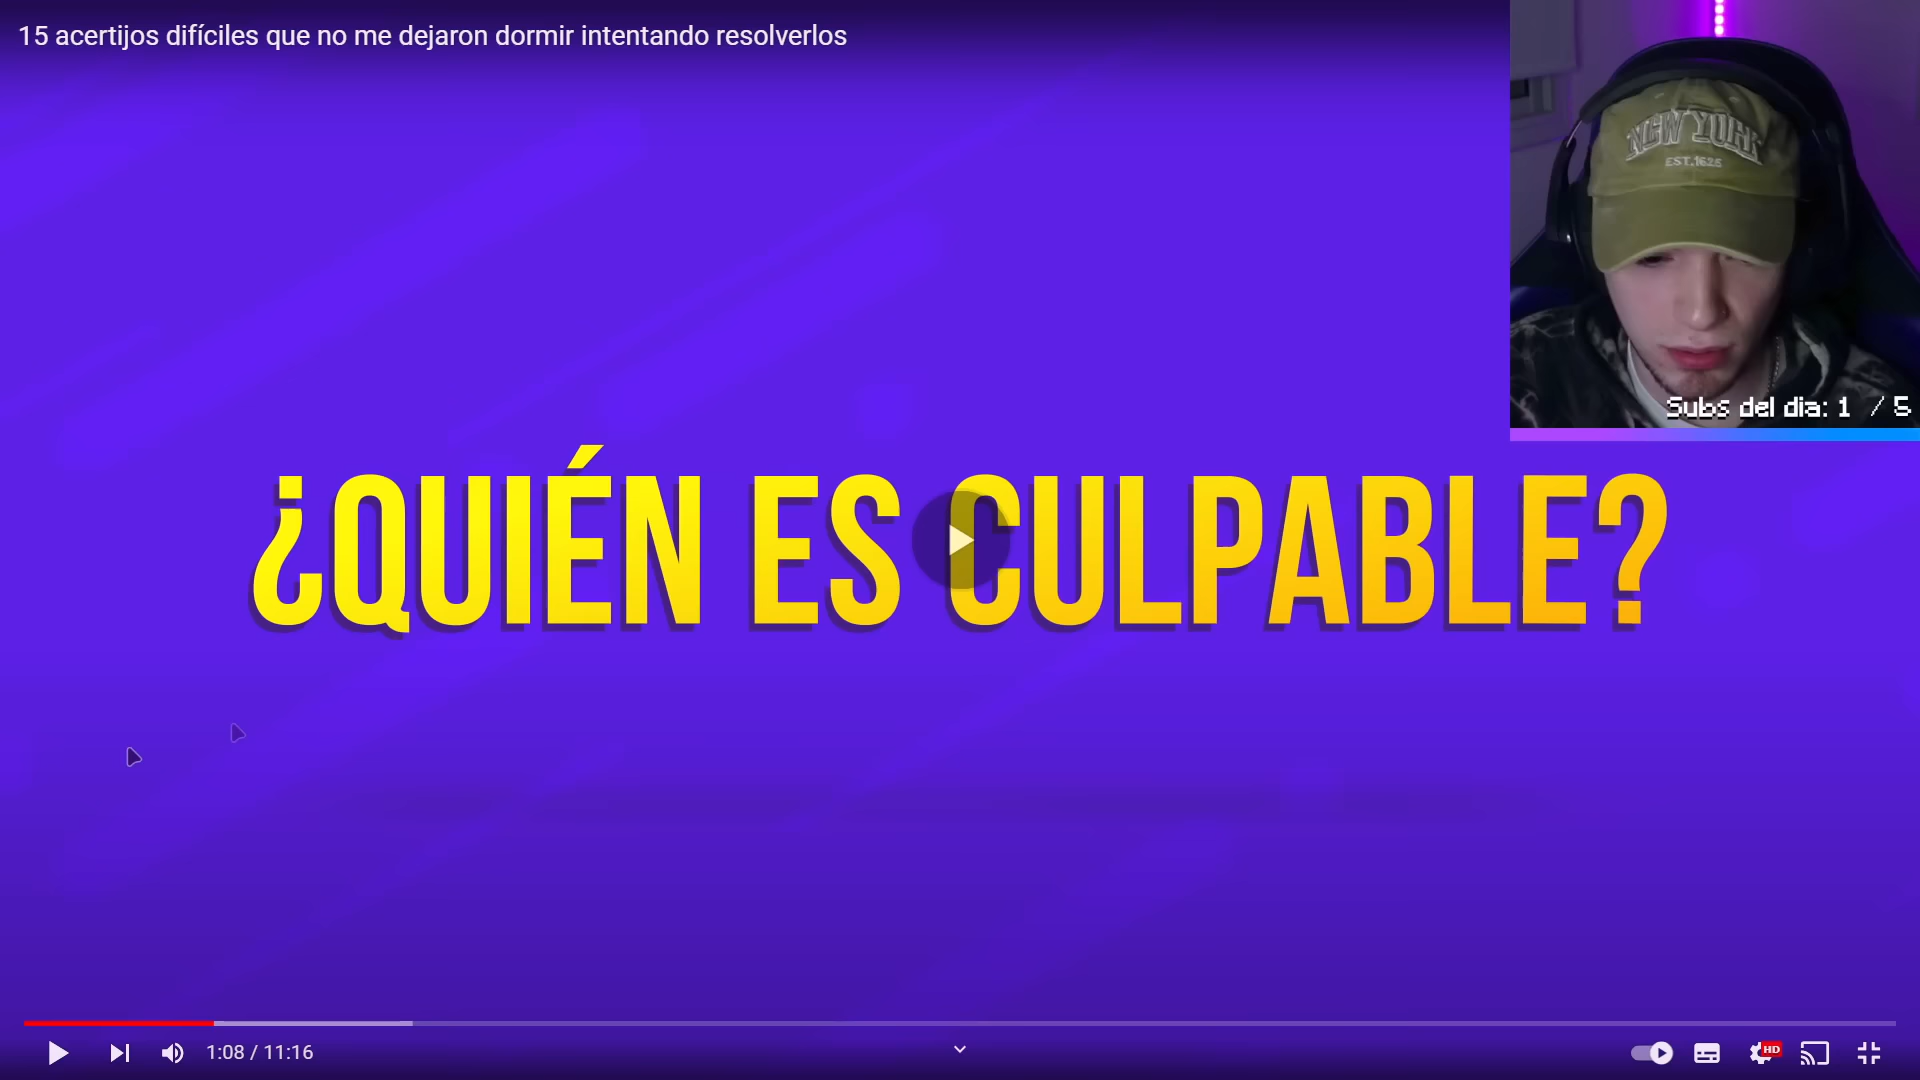 15 acertijos difíciles que no me dejaron dormir intentando resolverlos
NEW YORK
EST.1625
Subs del dia: 1 / 5
¿QUIÉN ES CULPABLE?
1:08 / 11:16
HD